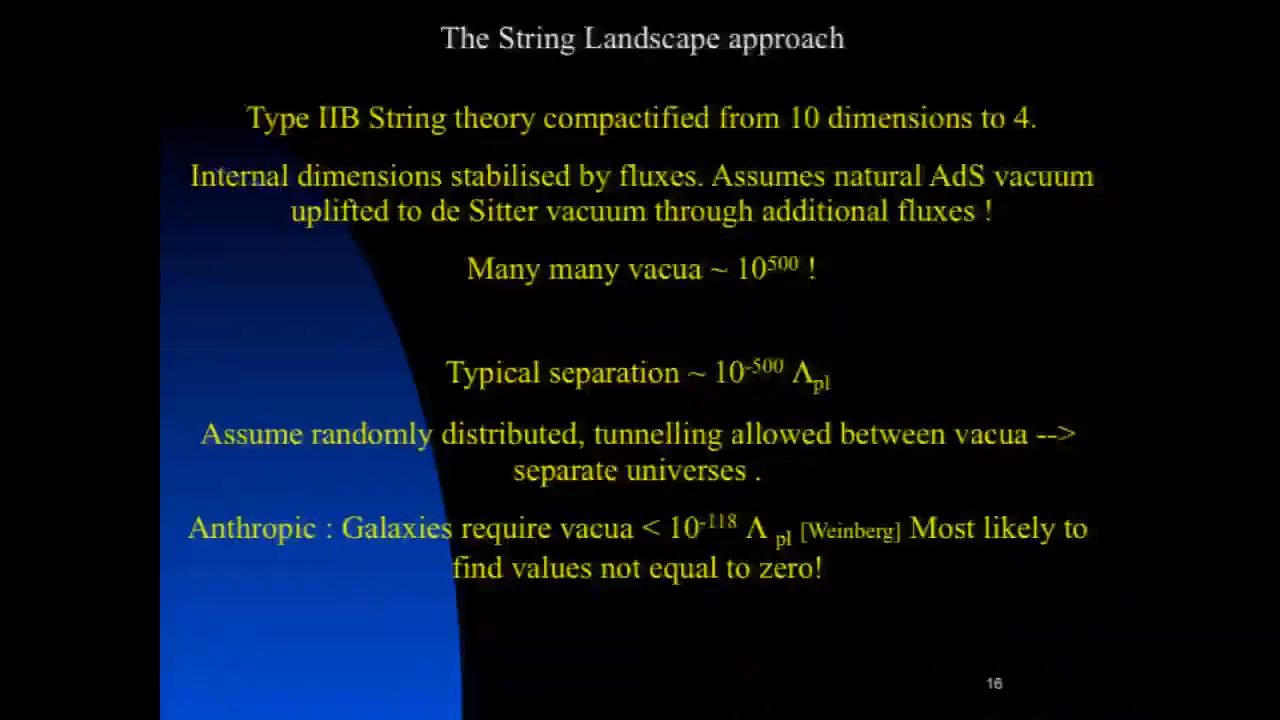 The String Landscape approach
Type IIB String theory compactified from 10 dimensions to 4.
Internal dimensions stabilised by fluxes. Assumes natural AdS vacuum
uplifted to de Sitter vacuum through additional fluxes !
Many many vacua ~ 10⁵⁰⁰ !
Typical separation ~ 10⁻⁵⁰⁰ Λpl
Assume randomly distributed, tunnelling allowed between vacua -->
separate universes .
Anthropic : Galaxies require vacua < 10⁻¹¹⁸ Λ pl [Weinberg] Most likely to
find values not equal to zero!
16